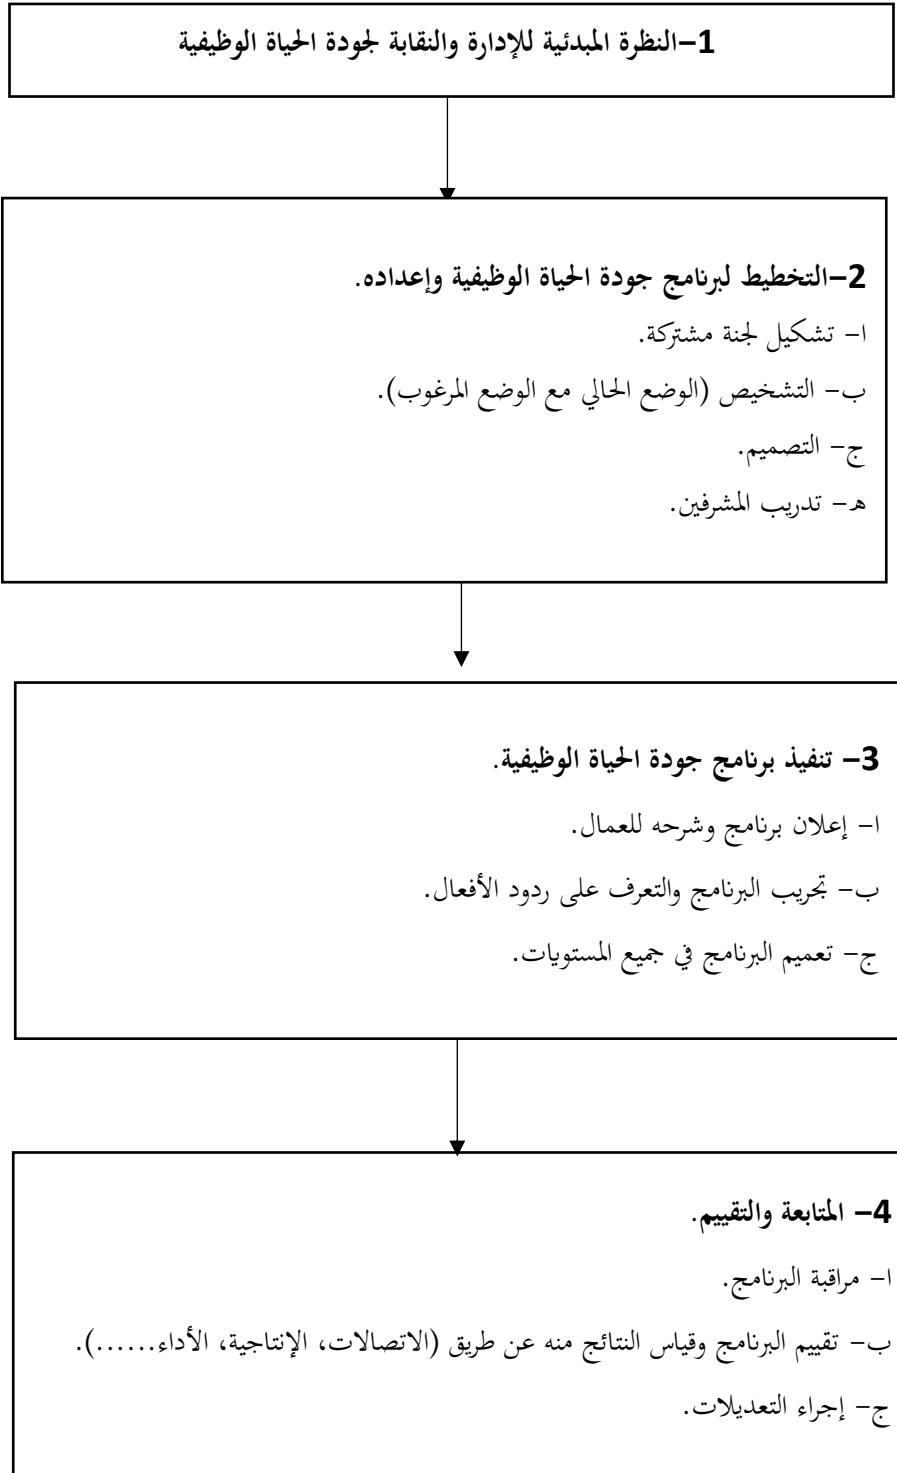 1–النظرة المبدئية للإدارة والنقابة لجودة الحياة الوظيفية
2–التخطيط لبرنامج جودة الحياة الوظيفية وإعداده.
ا– تشكيل لجنة مشتركة.
ب– التشخيص (الوضع الحالي مع الوضع المرغوب).
ج– التصميم.
ه– تدريب المشرفين.
3– تنفيذ برنامج جودة الحياة الوظيفية.
ا– إعلان برنامج وشرحه للعمال.
ب– تجريب البرنامج والتعرف على ردود الأفعال.
ج– تعميم البرنامج في جميع المستويات.
4– المتابعة والتقييم.
ا– مراقبة البرنامج.
ب– تقييم البرنامج وقياس النتائج منه عن طريق (الاتصالات، الإنتاجية، الأداء......).
ج– إجراء التعديلات.